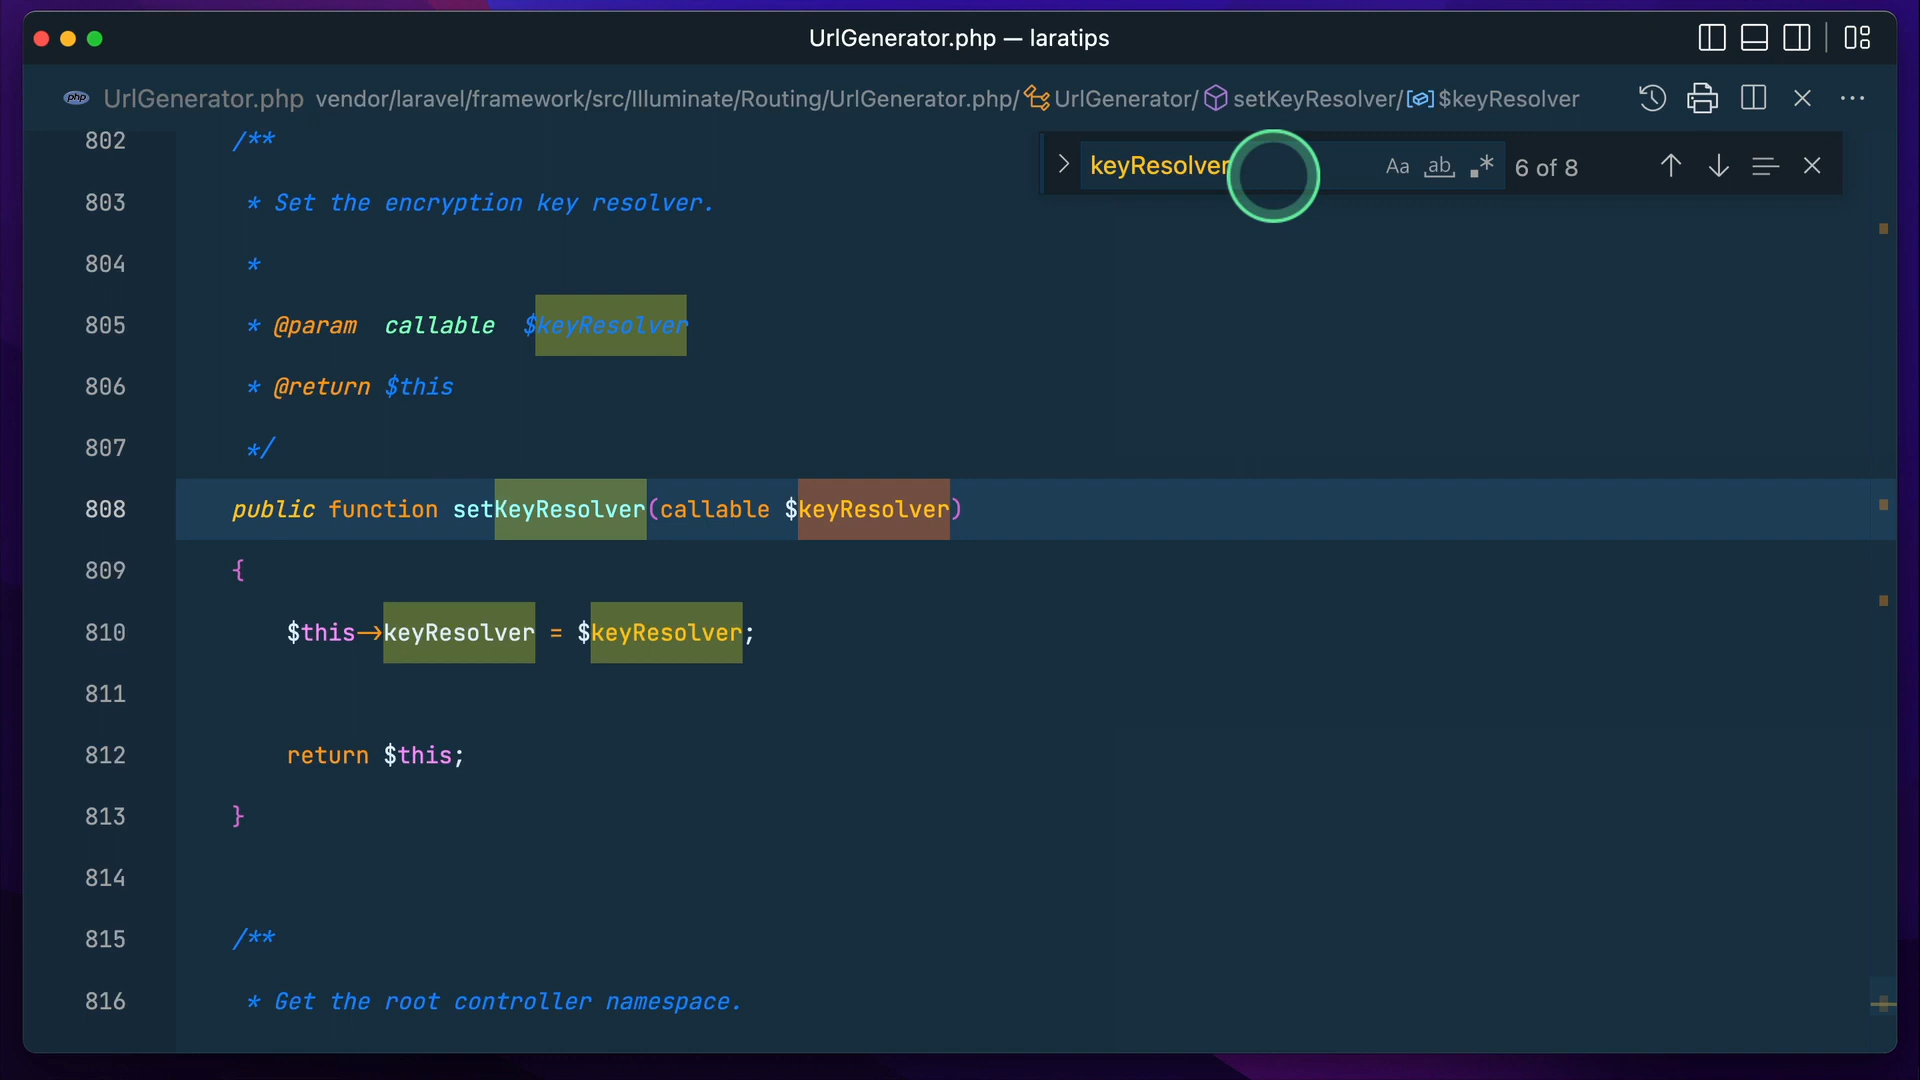 UrlGenerator.php — laratips
php UrlGenerator.php vendor/laravel/framework/src/Illuminate/Routing/UrlGenerator.php/ UrlGenerator/ setKeyResolver/ $keyResolver
keyResolver Aa ab .* 6 of 8
802 /**
803 * Set the encryption key resolver.
804 *
805 * @param callable $keyResolver
806 * @return $this
807 */
808 public function setKeyResolver(callable $keyResolver)
809 {
810 $this->keyResolver = $keyResolver;
811
812 return $this;
813 }
814
815 /**
816 * Get the root controller namespace.